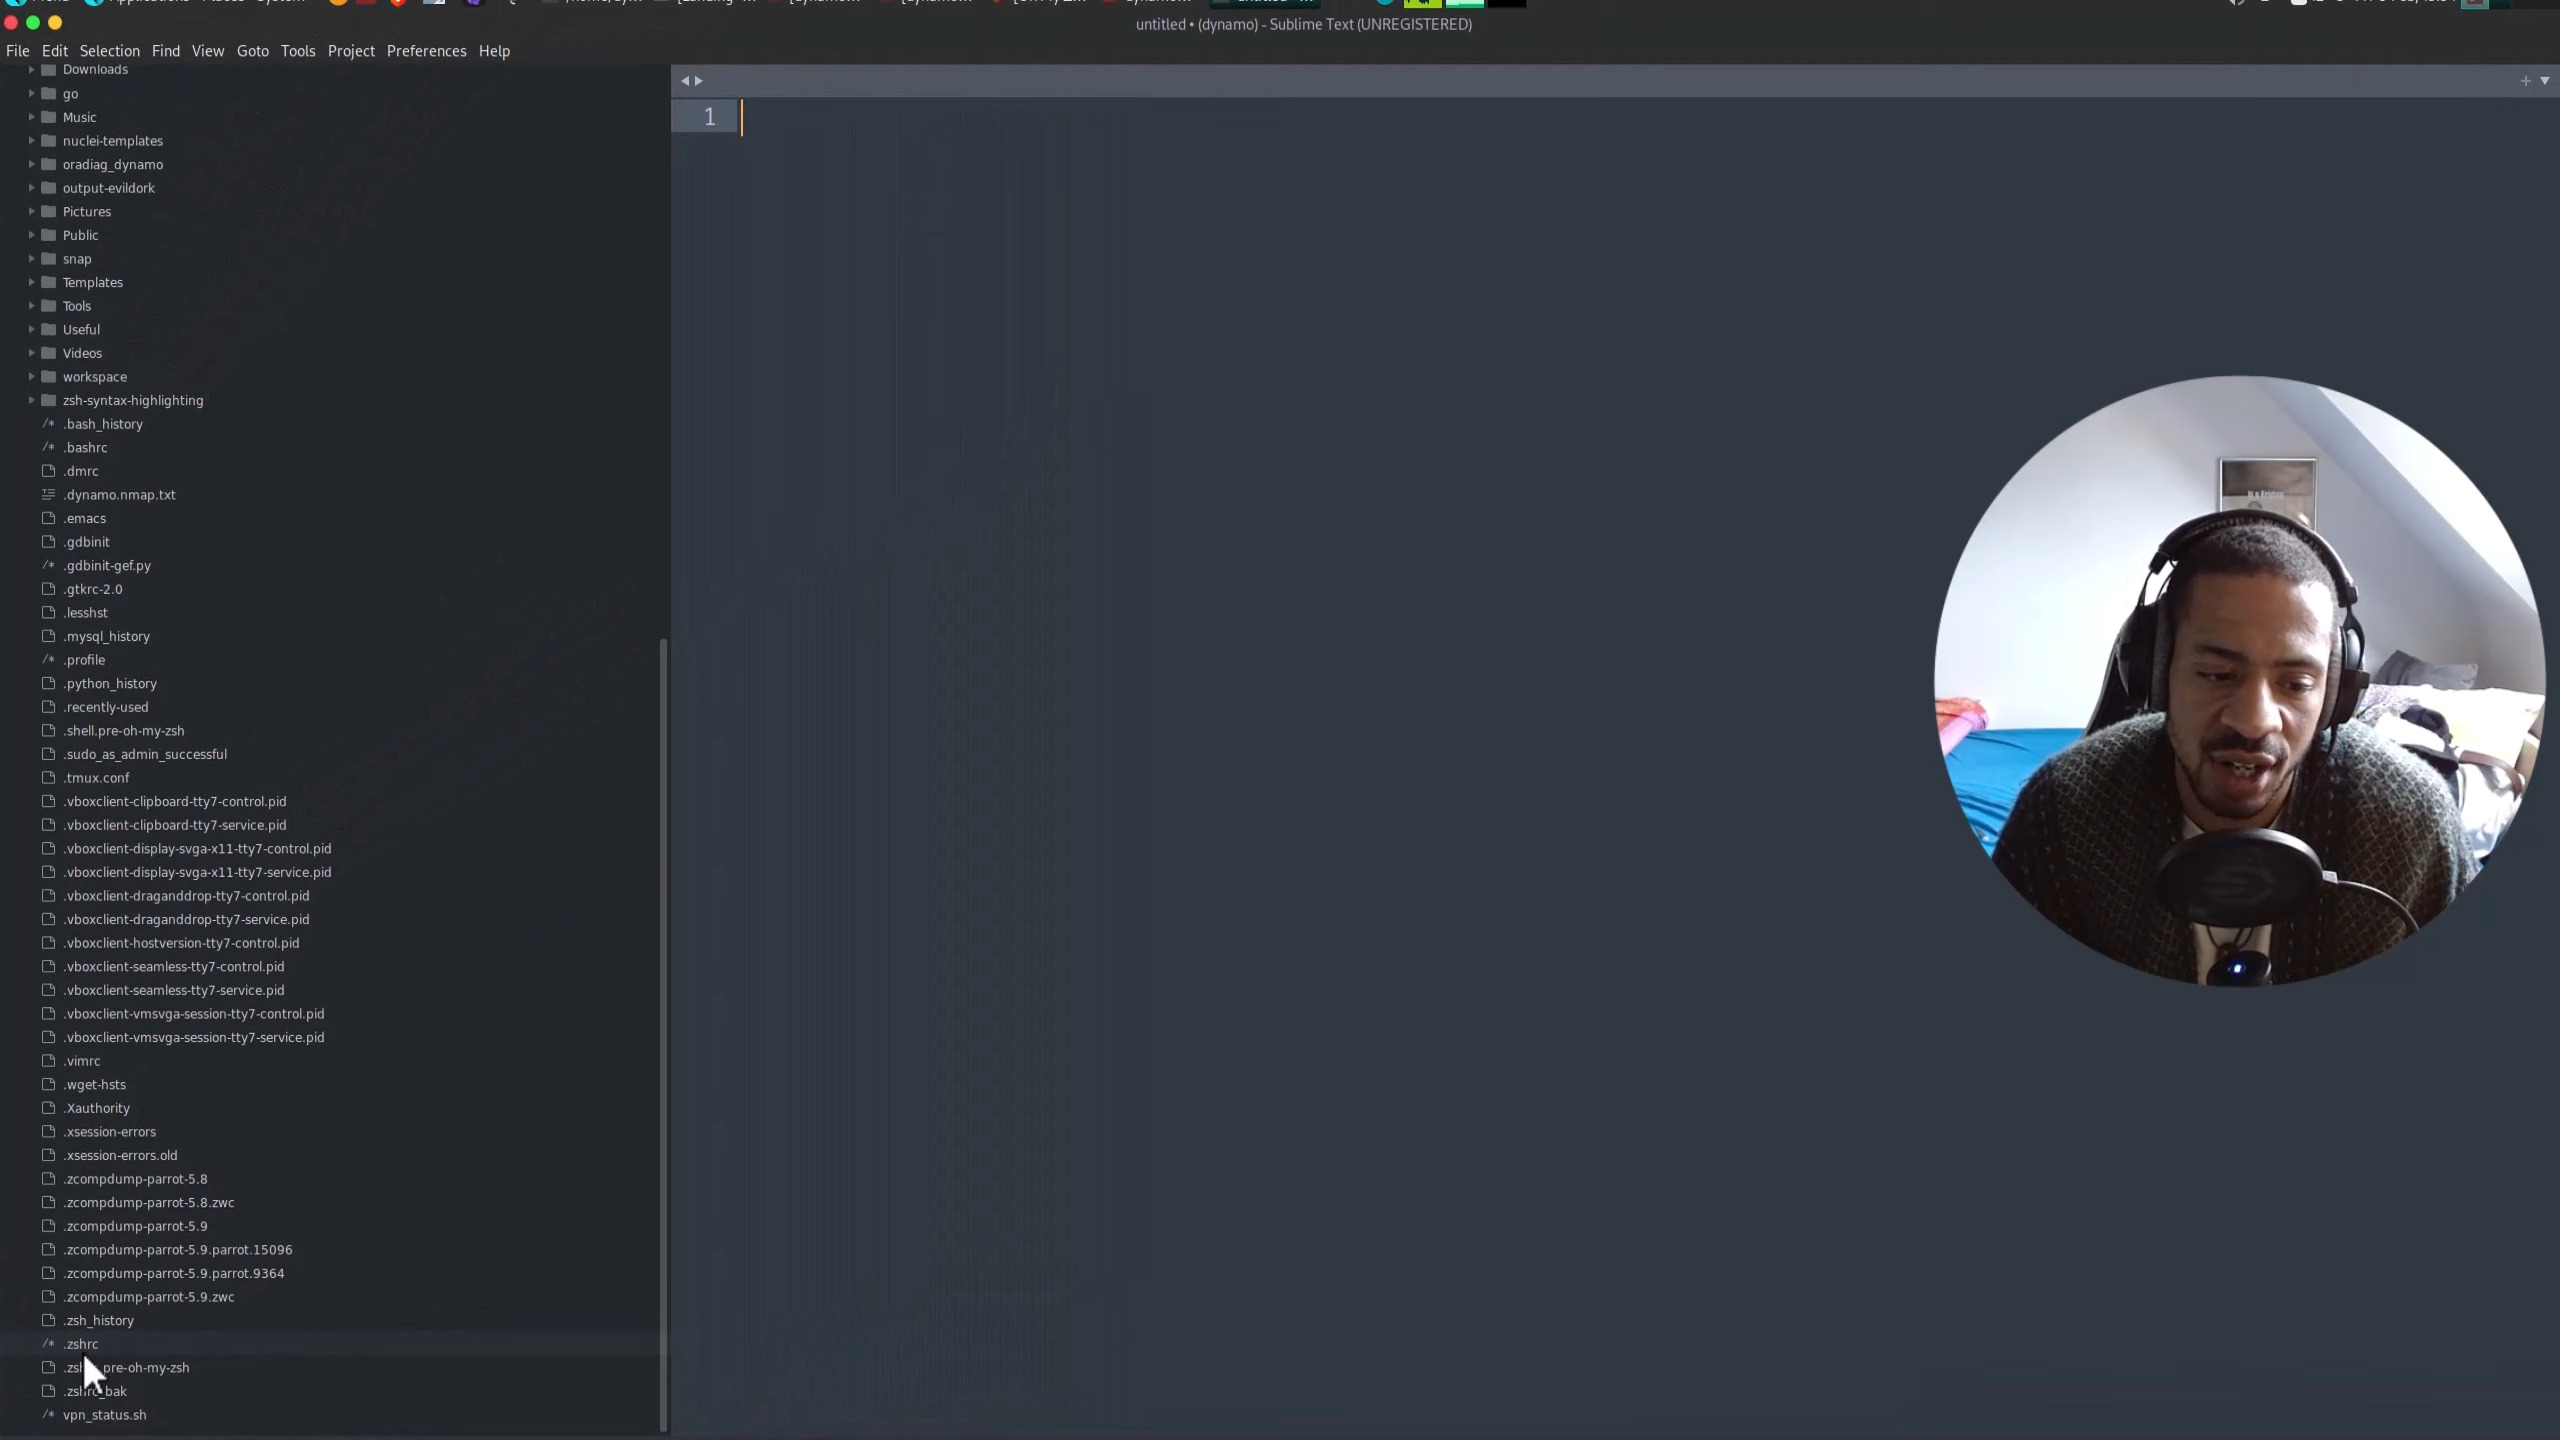 untitled • (dynamo) - Sublime Text (UNREGISTERED)
File Edit Selection Find View Goto Tools Project Preferences Help
Downloads
go
Music
nuclei-templates
oradiag_dynamo
output-evildork
Pictures
Public
snap
Templates
Tools
Useful
Videos
workspace
zsh-syntax-highlighting
/* .bash_history
/* .bashrc
.dmrc
.dynamo.nmap.txt
.emacs
.gdbinit
/* .gdbinit-gef.py
.gtkrc-2.0
.lesshst
.mysql_history
/* .profile
.python_history
.recently-used
.shell.pre-oh-my-zsh
.sudo_as_admin_successful
.tmux.conf
.vboxclient-clipboard-tty7-control.pid
.vboxclient-clipboard-tty7-service.pid
.vboxclient-display-svga-x11-tty7-control.pid
.vboxclient-display-svga-x11-tty7-service.pid
.vboxclient-draganddrop-tty7-control.pid
.vboxclient-draganddrop-tty7-service.pid
.vboxclient-hostversion-tty7-control.pid
.vboxclient-seamless-tty7-control.pid
.vboxclient-seamless-tty7-service.pid
.vboxclient-vmsvga-session-tty7-control.pid
.vboxclient-vmsvga-session-tty7-service.pid
.vimrc
.wget-hsts
.Xauthority
.xsession-errors
.xsession-errors.old
.zcompdump-parrot-5.8
.zcompdump-parrot-5.8.zwc
.zcompdump-parrot-5.9
.zcompdump-parrot-5.9.parrot.15096
.zcompdump-parrot-5.9.parrot.9364
.zcompdump-parrot-5.9.zwc
.zsh_history
/* .zshrc
pre-oh-my-zsh
.zshrc_bak
/* vpn_status.sh
1
It's Friday